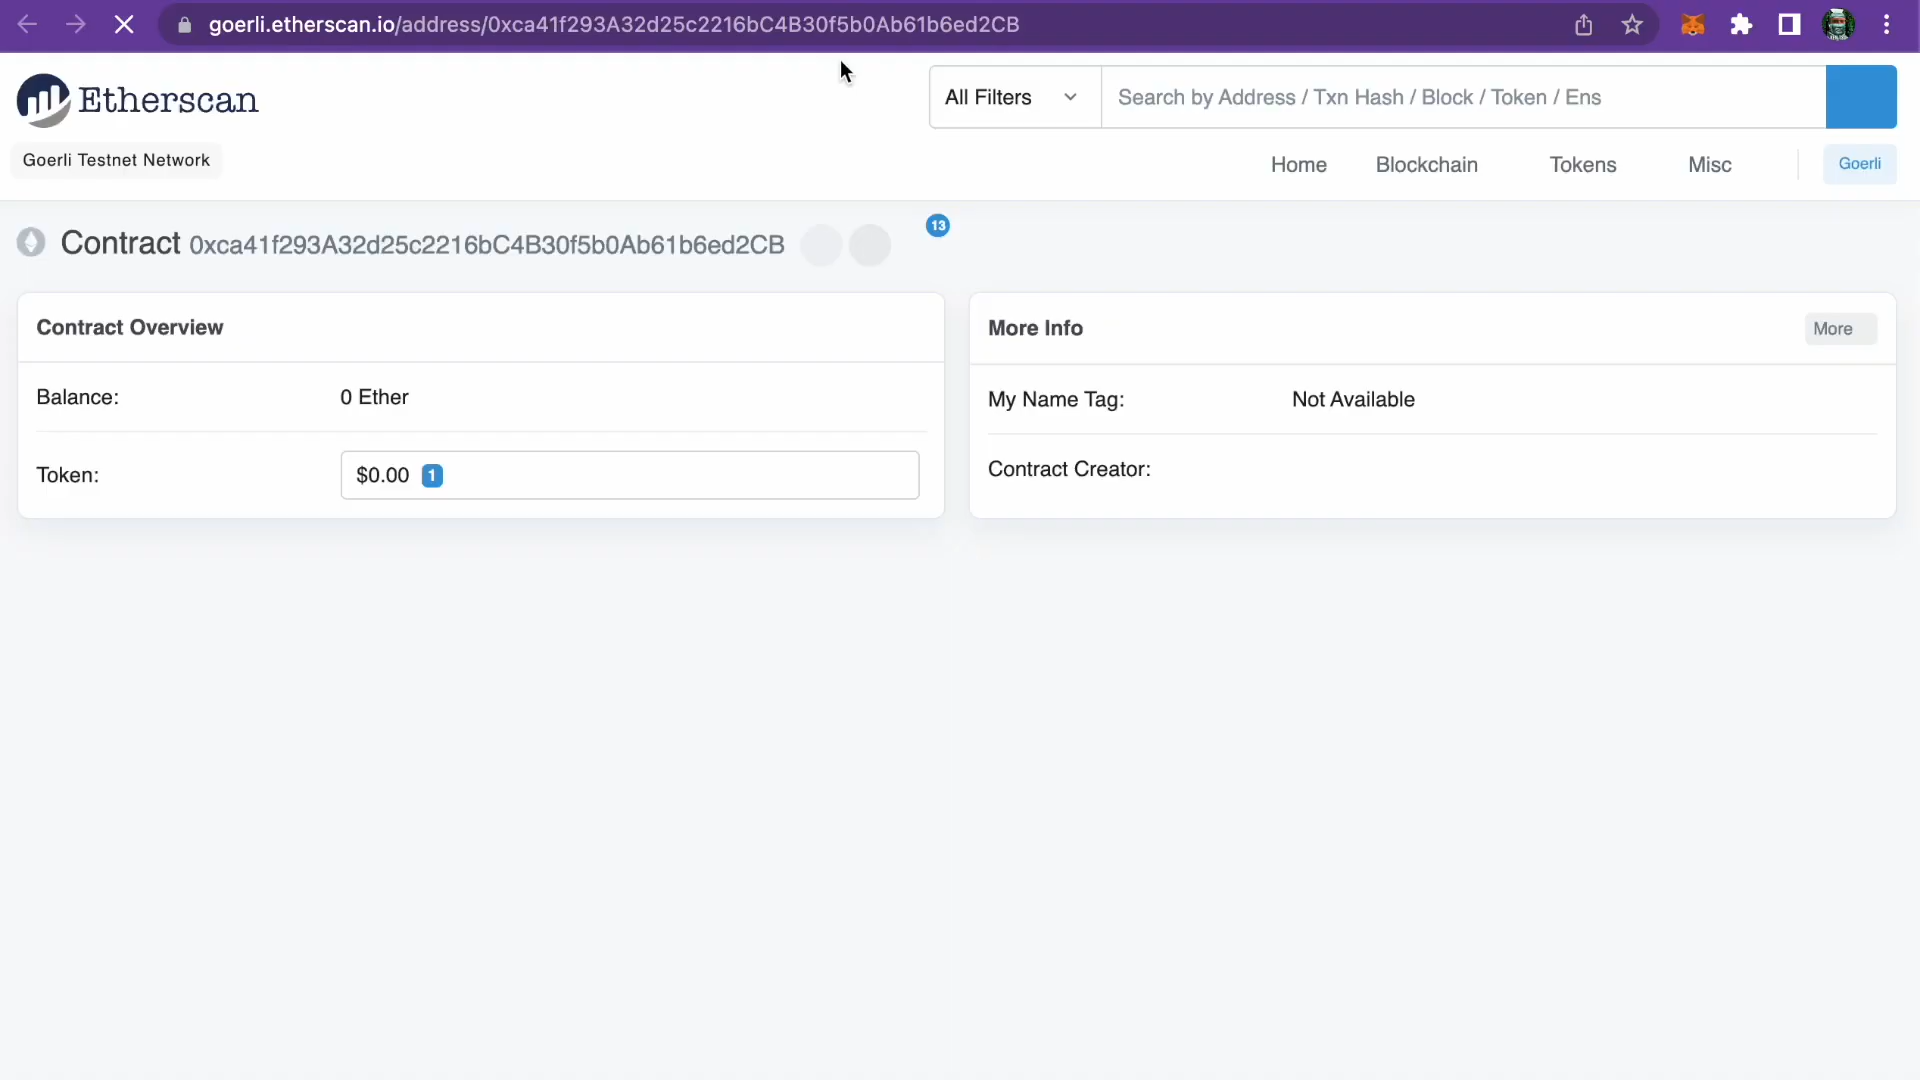 goerli.etherscan.io/address/0xca41f293A32d25c2216bC4B30f5b0Ab61b6ed2CB
Etherscan
All Filters
Search by Address / Txn Hash / Block / Token / Ens
Goerli Testnet Network
Home Blockchain Tokens Misc Goerli
Contract 0xca41f293A32d25c2216bC4B30f5b0Ab61b6ed2CB 13
Contract Overview
Balance: 0 Ether
Token: $0.00 1
More Info More
My Name Tag: Not Available
Contract Creator: